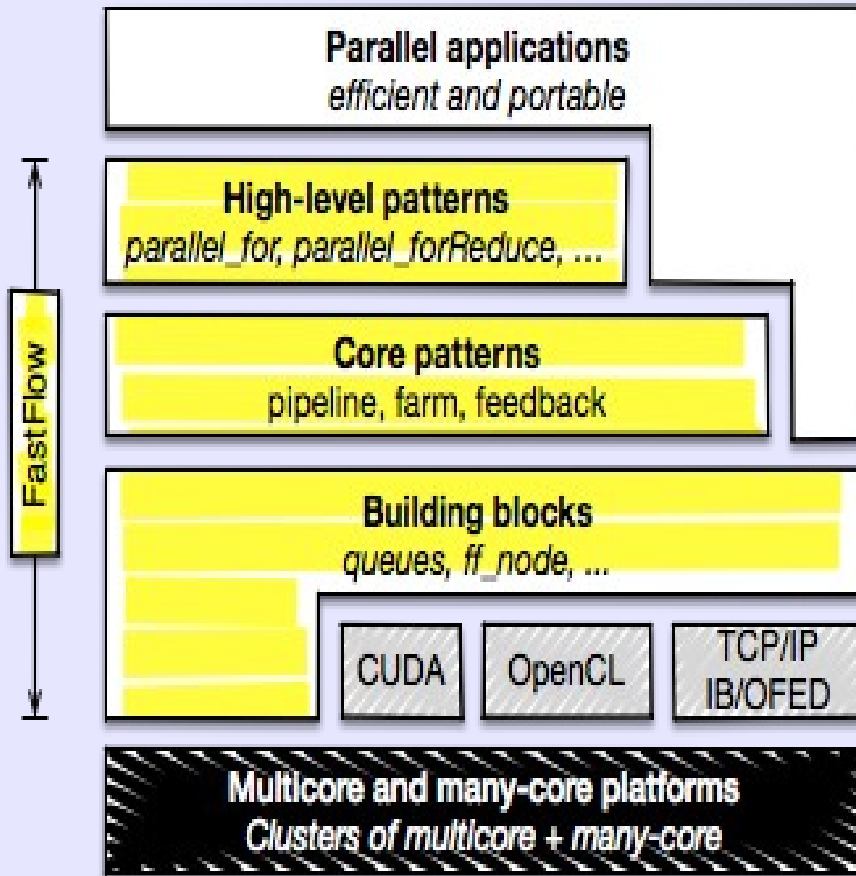 Parallel applications
efficient and portable
High-level patterns
parallel_for, parallel_forReduce, ...
Core patterns
pipeline, farm, feedback
FastFlow
Building blocks
queues, ff_node, ...
CUDA
OpenCL
TCP/IP
IB/OFED
Multicore and many-core platforms
Clusters of multicore + many-core